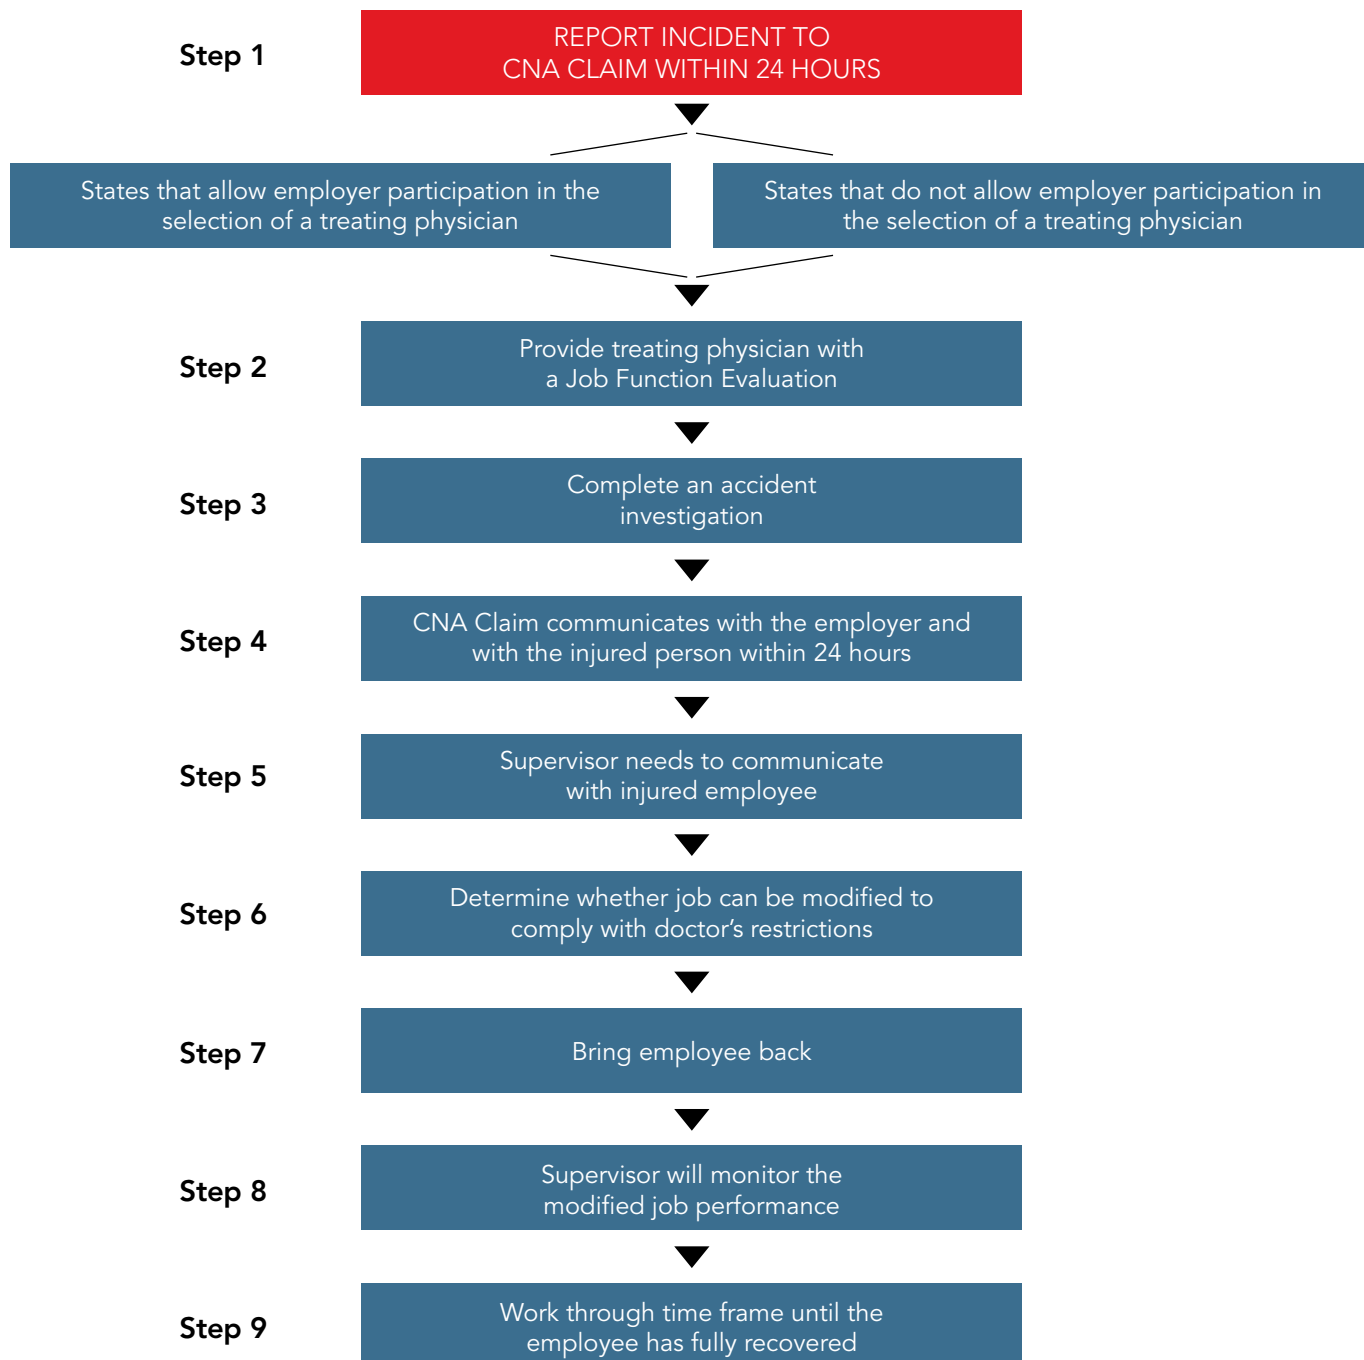 Step 1
REPORT INCIDENT TO
CNA CLAIM WITHIN 24 HOURS
States that allow employer participation in the
selection of a treating physician
States that do not allow employer participation in
the selection of a treating physician
Step 2
Provide treating physician with
a Job Function Evaluation
Step 3
Complete an accident
investigation
Step 4
CNA Claim communicates with the employer and
with the injured person within 24 hours
Step 5
Supervisor needs to communicate
with injured employee
Step 6
Determine whether job can be modified to
comply with doctor’s restrictions
Step 7
Bring employee back
Step 8
Supervisor will monitor the
modified job performance
Step 9
Work through time frame until the
employee has fully recovered